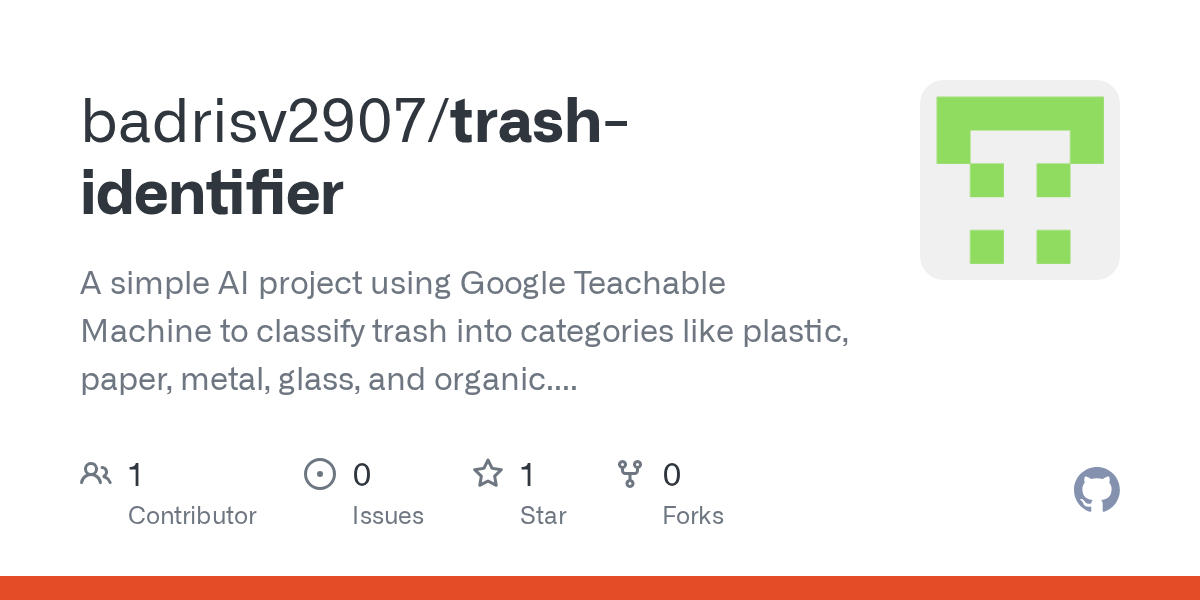 badrisv2907/trash-
identifier
A simple AI project using Google Teachable
Machine to classify trash into categories like plastic,
paper, metal, glass, and organic....
1 0 1 0
Contributor Issues Star Forks